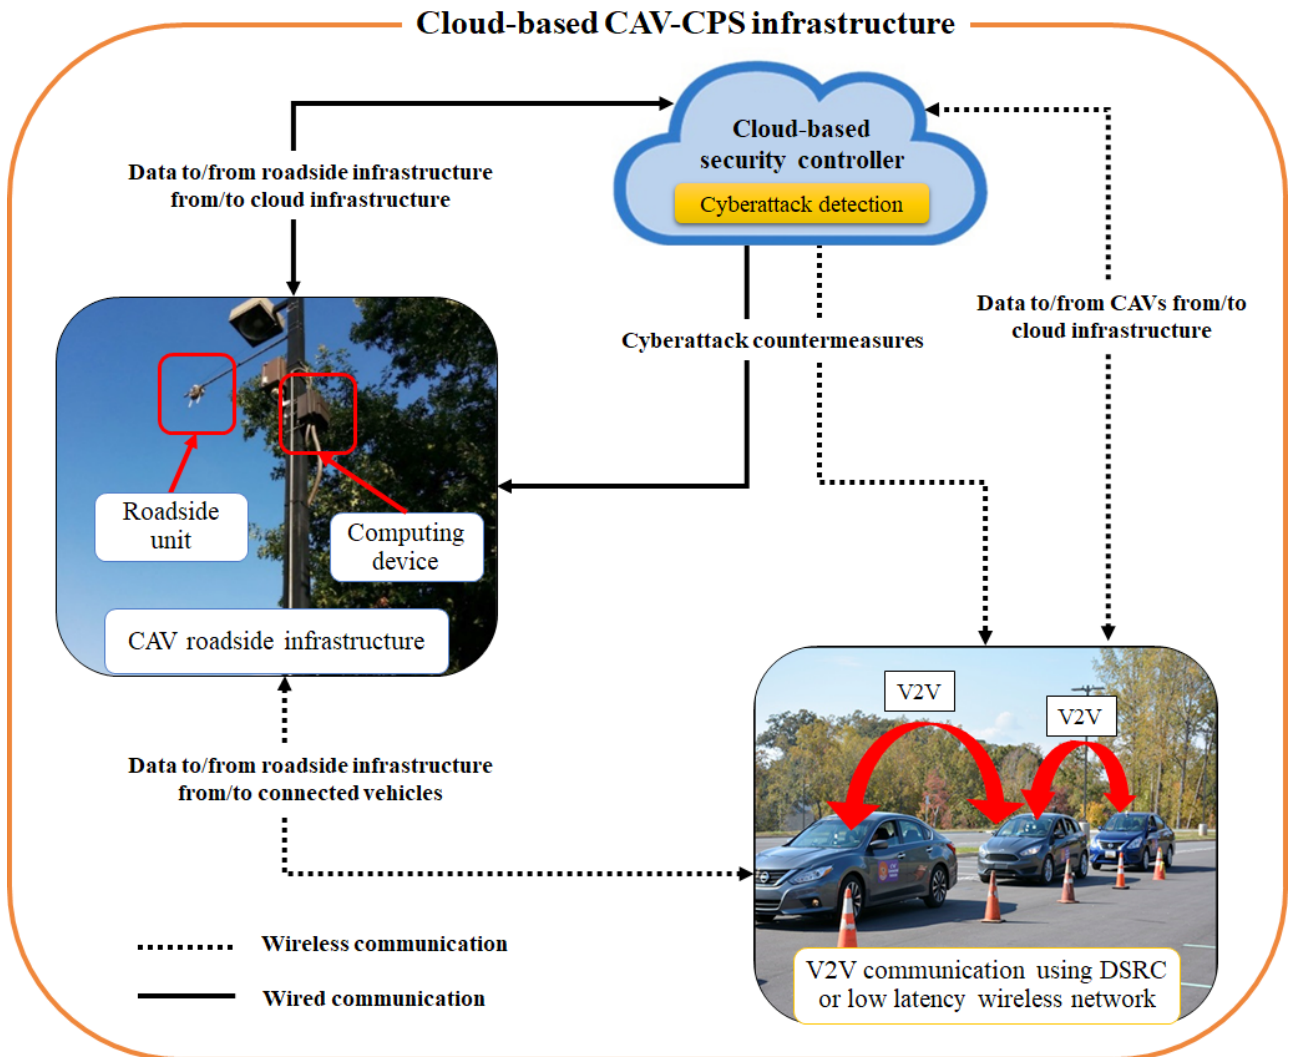 Cloud-based CAV-CPS infrastructure
Cloud-based
security controller
Cyberattack detection
Data to/from roadside infrastructure
from/to cloud infrastructure
Data to/from CAVs from/to
cloud infrastructure
Cyberattack countermeasures
Roadside
unit
Computing
device
CAV roadside infrastructure
V2V
V2V
Data to/from roadside infrastructure
from/to connected vehicles
Wireless communication
Wired communication
V2V communication using DSRC
or low latency wireless network